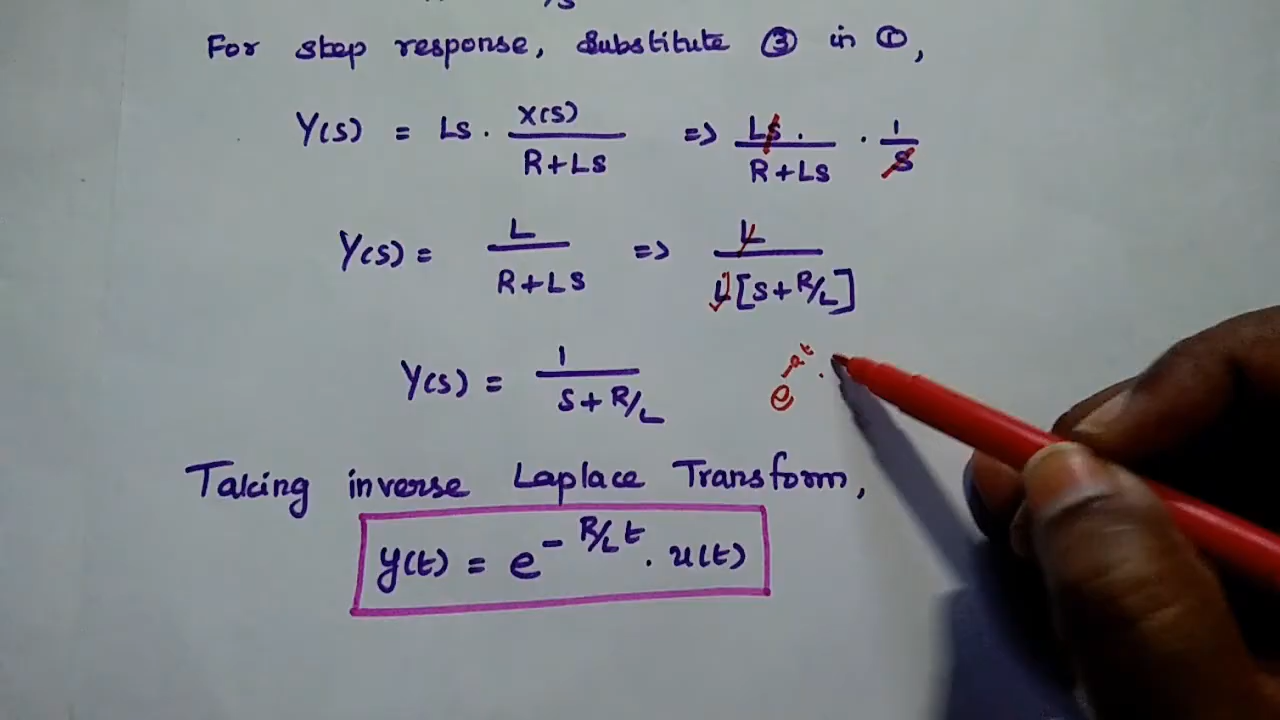 For step response, Substitute ③ in ①,
Y(s) = Ls . X(s) / R+Ls => Ls . / R+Ls . 1/s
Y(s) = L / R+Ls => L / L[s+R/L]
Y(s) = 1 / s+R/L
e^-at .
Taking inverse Laplace Transform,
y(t) = e^-R/L t . u(t)